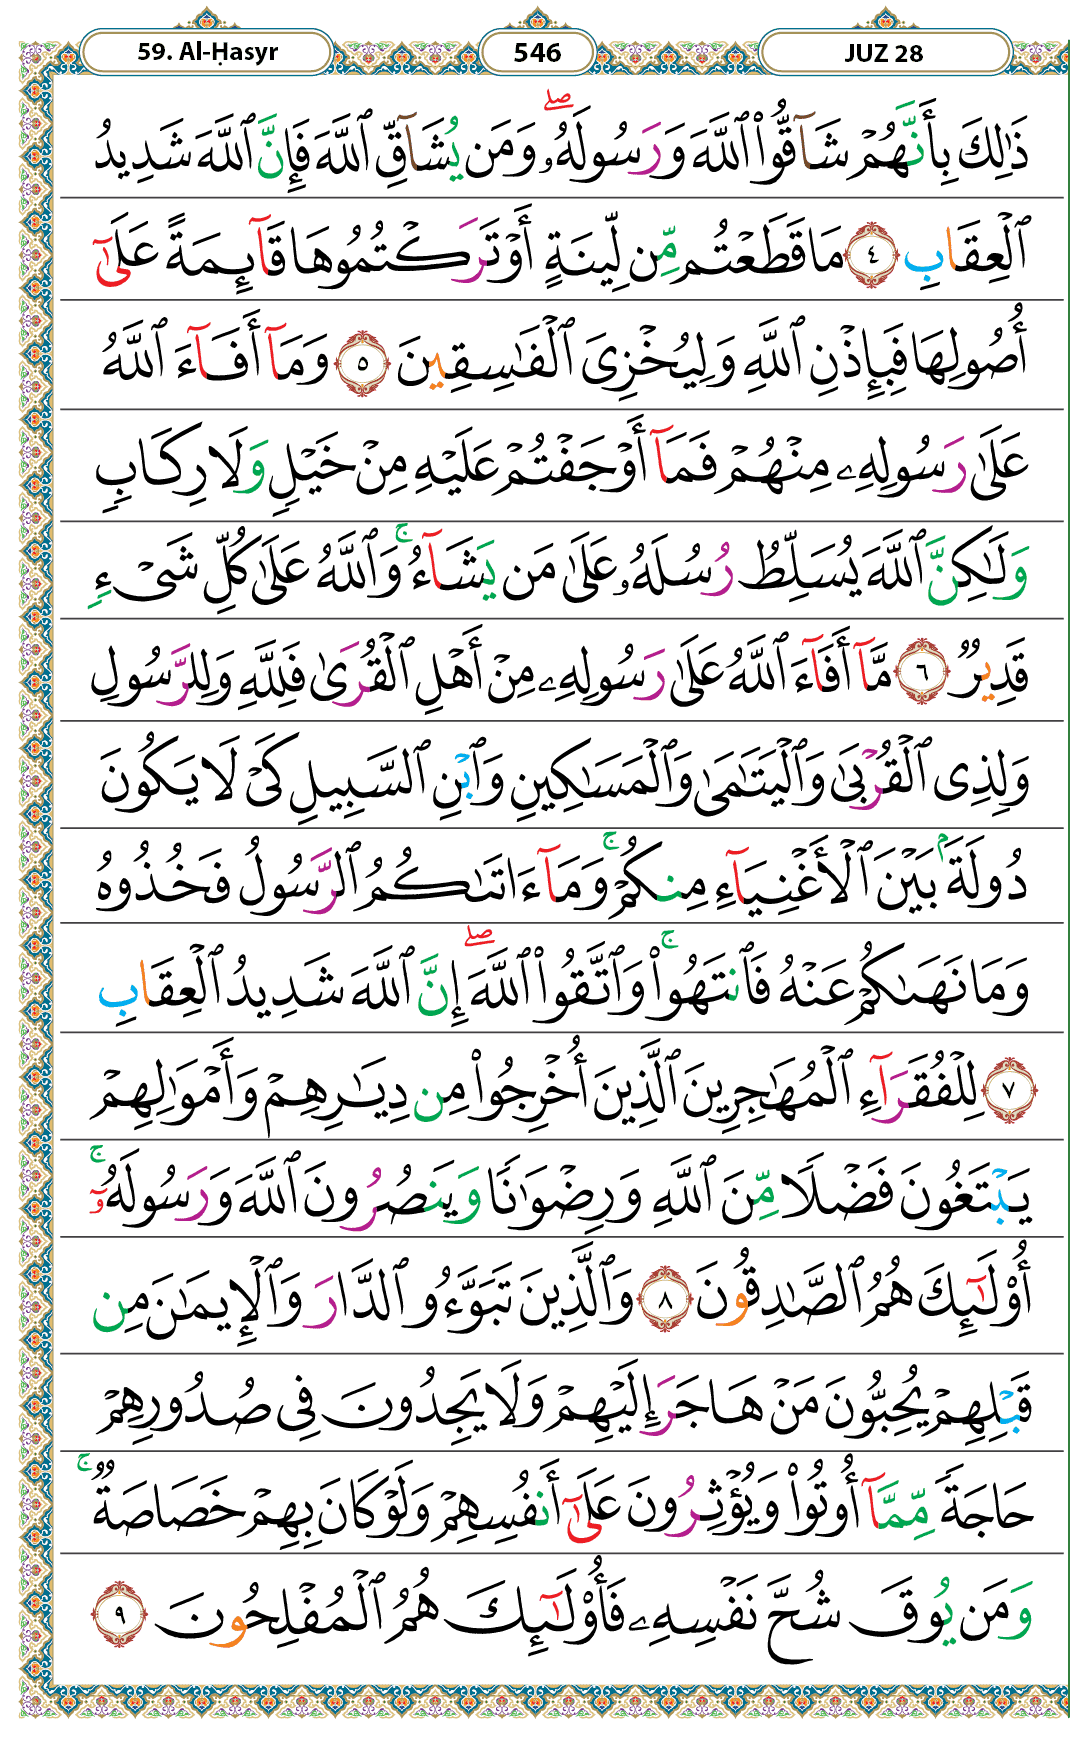 59. Al-Ḥasyr 546 JUZ 28
ذَٰلِكَ بِأَنَّهُمْ شَآقُّوا۟ ٱللَّهَ وَرَسُولَهُۥ ۖ وَمَن يُشَآقِّ ٱللَّهَ فَإِنَّ ٱللَّهَ شَدِيدُ
ٱلْعِقَابِ ٤ مَا قَطَعْتُم مِّن لِّينَةٍ أَوْ تَرَكْتُمُوهَا قَآئِمَةً عَلَىٰٓ
أُصُولِهَا فَبِإِذْنِ ٱللَّهِ وَلِيُخْزِىَ ٱلْفَٰسِقِينَ ٥ وَمَآ أَفَآءَ ٱللَّهُ
عَلَىٰ رَسُولِهِۦ مِنْهُمْ فَمَآ أَوْجَفْتُمْ عَلَيْهِ مِنْ خَيْلٍ وَلَا رِكَابٍ
وَلَٰكِنَّ ٱللَّهَ يُسَلِّطُ رُسُلَهُۥ عَلَىٰ مَن يَشَآءُ ۚ وَٱللَّهُ عَلَىٰ كُلِّ شَىْءٍ
قَدِيرٌ ٦ مَّآ أَفَآءَ ٱللَّهُ عَلَىٰ رَسُولِهِۦ مِنْ أَهْلِ ٱلْقُرَىٰ فَلِلَّهِ وَلِلرَّسُولِ
وَلِذِى ٱلْقُرْبَىٰ وَٱلْيَتَٰمَىٰ وَٱلْمَسَٰكِينِ وَٱبْنِ ٱلسَّبِيلِ كَىْ لَا يَكُونَ
دُولَةًۢ بَيْنَ ٱلْأَغْنِيَآءِ مِنكُمْ ۚ وَمَآ ءَاتَىٰكُمُ ٱلرَّسُولُ فَخُذُوهُ
وَمَا نَهَىٰكُمْ عَنْهُ فَٱنتَهُوا۟ ۚ وَٱتَّقُوا۟ ٱللَّهَ ۖ إِنَّ ٱللَّهَ شَدِيدُ ٱلْعِقَابِ
٧ لِلْفُقَرَآءِ ٱلْمُهَٰجِرِينَ ٱلَّذِينَ أُخْرِجُوا۟ مِن دِيَٰرِهِمْ وَأَمْوَٰلِهِمْ
يَبْتَغُونَ فَضْلًا مِّنَ ٱللَّهِ وَرِضْوَٰنًا وَيَنصُرُونَ ٱللَّهَ وَرَسُولَهُۥٓ ۚ
أُو۟لَٰٓئِكَ هُمُ ٱلصَّٰدِقُونَ ٨ وَٱلَّذِينَ تَبَوَّءُو ٱلدَّارَ وَٱلْإِيمَٰنَ مِن
قَبْلِهِمْ يُحِبُّونَ مَنْ هَاجَرَ إِلَيْهِمْ وَلَا يَجِدُونَ فِى صُدُورِهِمْ
حَاجَةً مِّمَّآ أُوتُوا۟ وَيُؤْثِرُونَ عَلَىٰٓ أَنفُسِهِمْ وَلَوْ كَانَ بِهِمْ خَصَاصَةٌ ۚ
وَمَن يُوقَ شُحَّ نَفْسِهِۦ فَأُو۟لَٰٓئِكَ هُمُ ٱلْمُفْلِحُونَ ٩